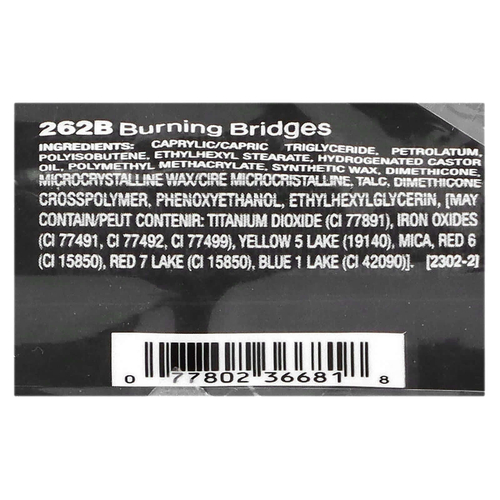 262B Burning Bridges
INGREDIENTS: CAPRYLIC/CAPRIC TRIGLYCERIDE, PETROLATUM,
POLYISOBUTENE, ETHYLHEXYL STEARATE, HYDROGENATED CASTOR
OIL, POLYMETHYL METHACRYLATE, SYNTHETIC WAX, DIMETHICONE,
MICROCRYSTALLINE WAX/CIRE MICROCRISTALLINE, TALC, DIMETHICONE
CROSSPOLYMER, PHENOXYETHANOL, ETHYLHEXYLGLYCERIN, [MAY
CONTAIN/PEUT CONTENIR: TITANIUM DIOXIDE (CI 77891), IRON OXIDES
(CI 77491, CI 77492, CI 77499), YELLOW 5 LAKE (19140), MICA, RED 6
(CI 15850), RED 7 LAKE (CI 15850), BLUE 1 LAKE (CI 42090)]. [2302-2]
0 77802 36681 8